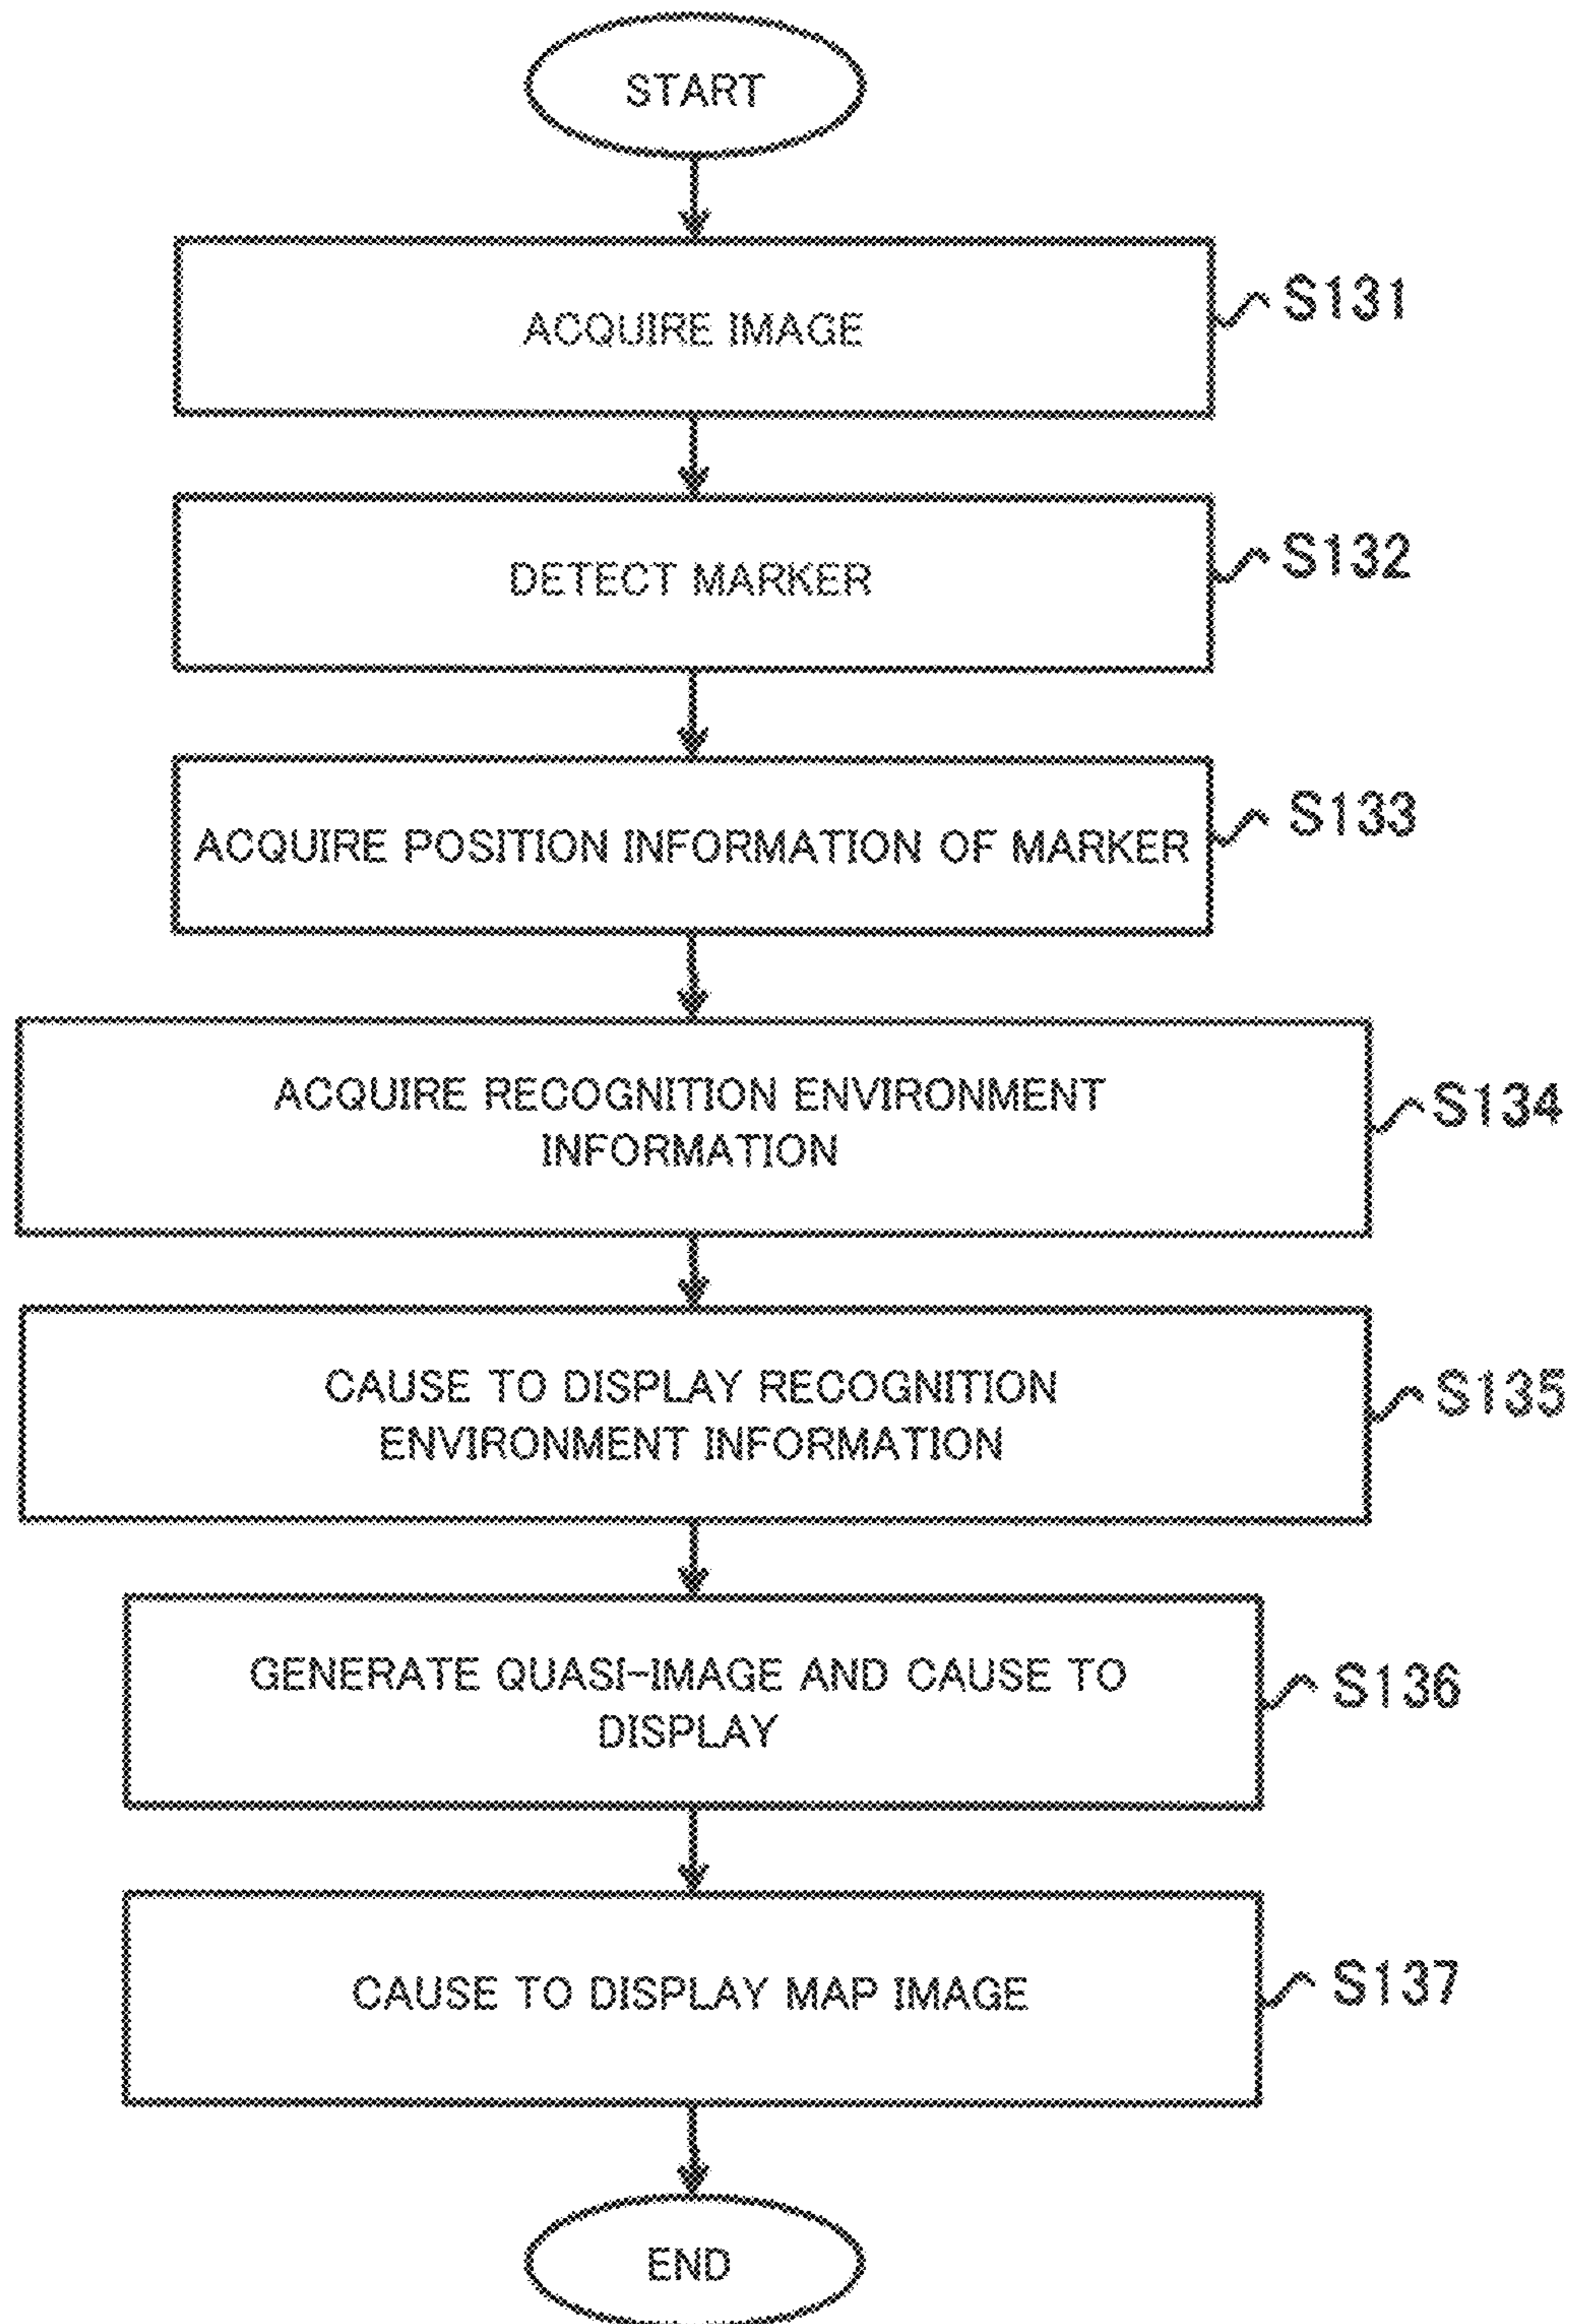 START
ACQUIRE IMAGE
S131
DETECT MARKER
S132
ACQUIRE POSITION INFORMATION OF MARKER
S133
ACQUIRE RECOGNITION ENVIRONMENT
INFORMATION
S134
CAUSE TO DISPLAY RECOGNITION
ENVIRONMENT INFORMATION
S135
GENERATE QUASI-IMAGE AND CAUSE TO
DISPLAY
S136
CAUSE TO DISPLAY MAP IMAGE
S137
END